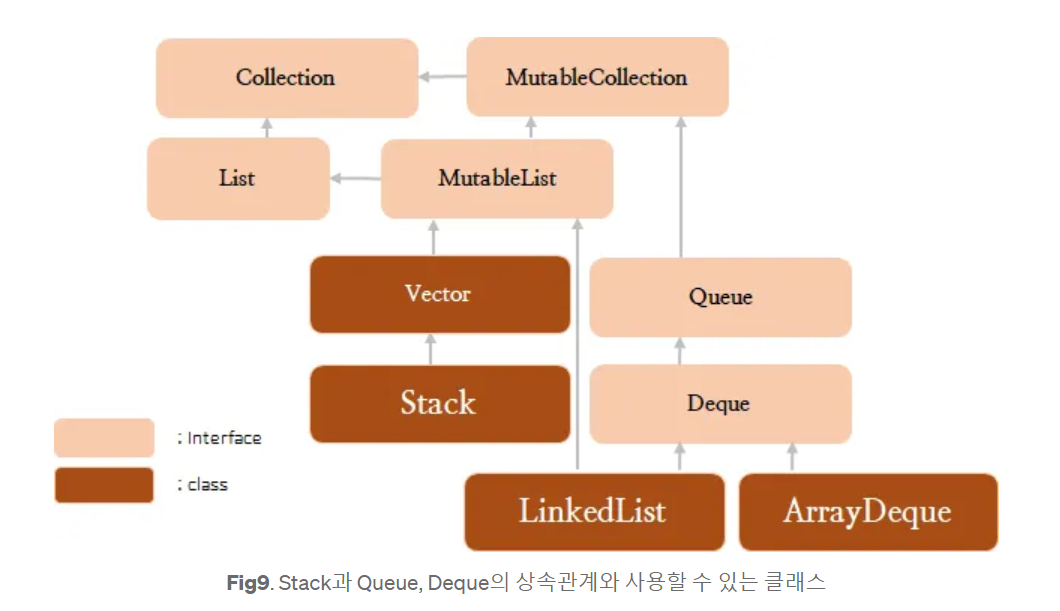 Collection
MutableCollection
List
MutableList
Vector
Queue
Stack
Deque
: Interface
: class
LinkedList
ArrayDeque
Fig9. Stack과 Queue, Deque의 상속관계와 사용할 수 있는 클래스